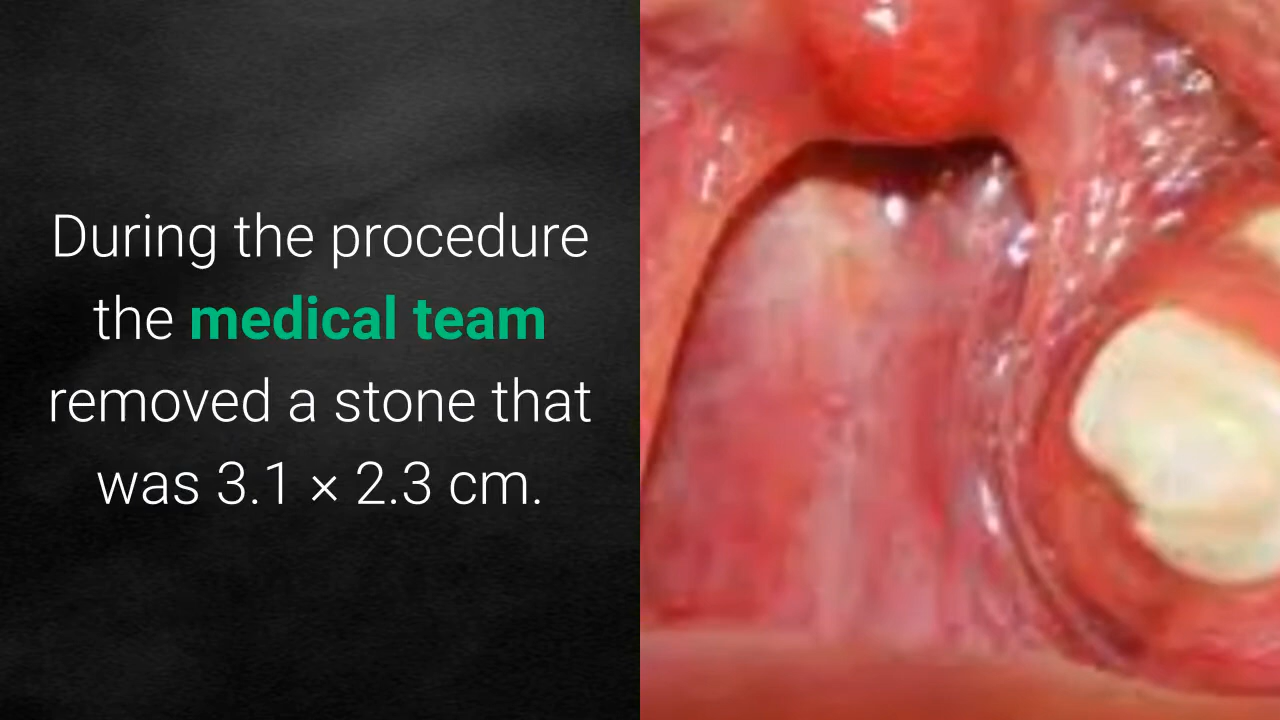 During the procedure
the medical team
removed a stone that
was 3.1 × 2.3 cm.